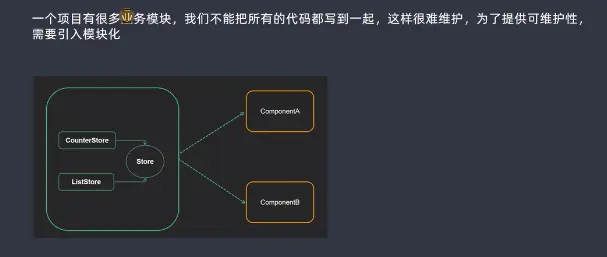 一个项目有很多业务模块，我们不能把所有的代码都写到一起，这样很难维护，为了提供可维护性，
需要引入模块化
ComponentA
CounterStore
Store
ListStore
ComponentB